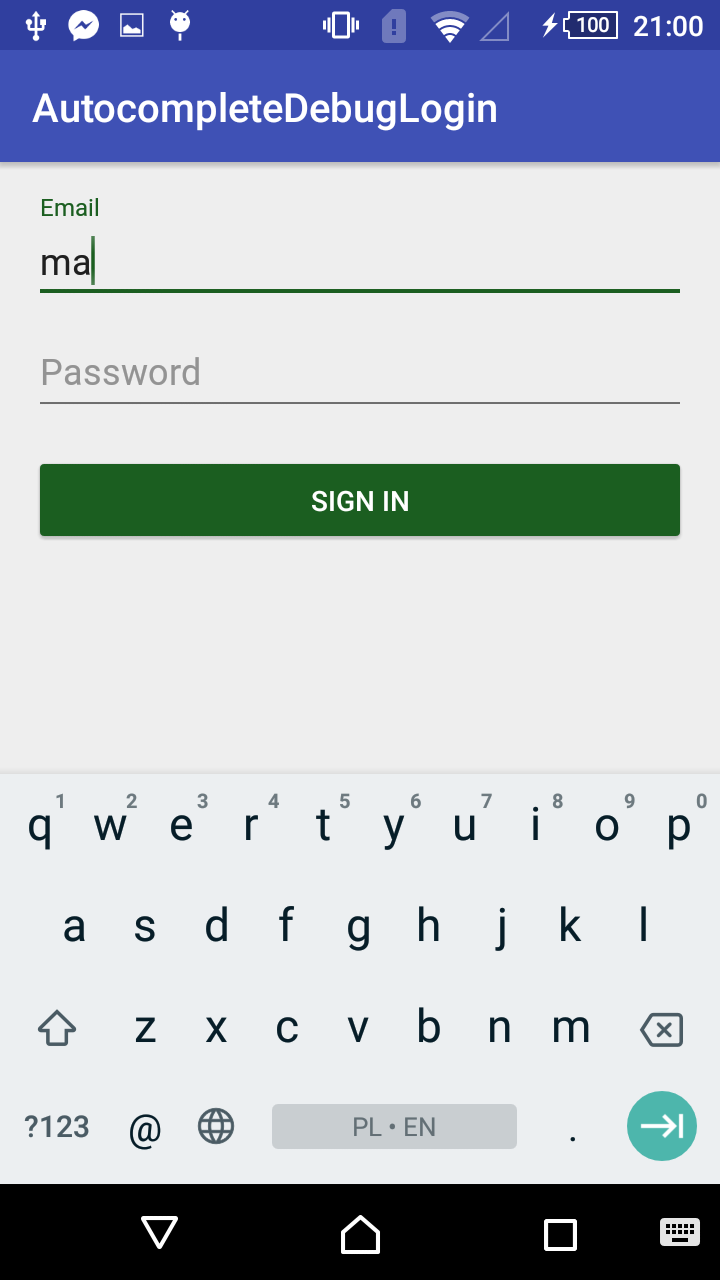 100 21:00
AutocompleteDebugLogin
Email
ma
Password
SIGN IN
1 2 3 4 5 6 7 8 9 0
q w e r t y u i o p
a s d f g h j k l
z x c v b n m
?123 @ PL • EN .